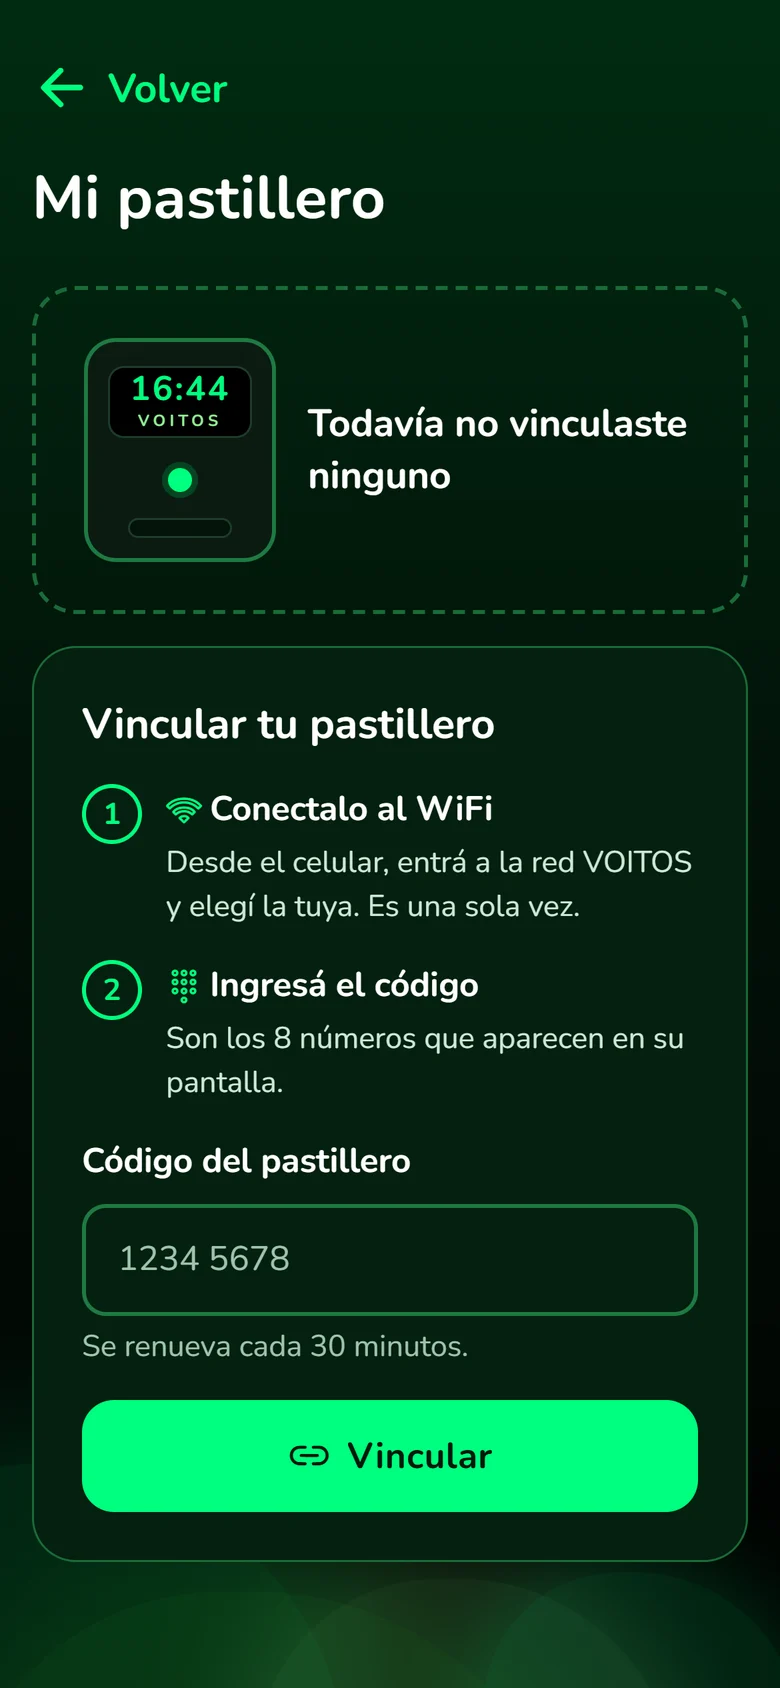 Volver
Mi pastillero
16:44
VOITOS
Todavía no vinculaste
ninguno
Vincular tu pastillero
1 Conectalo al WiFi
Desde el celular, entrá a la red VOITOS
y elegí la tuya. Es una sola vez.
2 Ingresá el código
Son los 8 números que aparecen en su
pantalla.
Código del pastillero
1234 5678
Se renueva cada 30 minutos.
Vincular